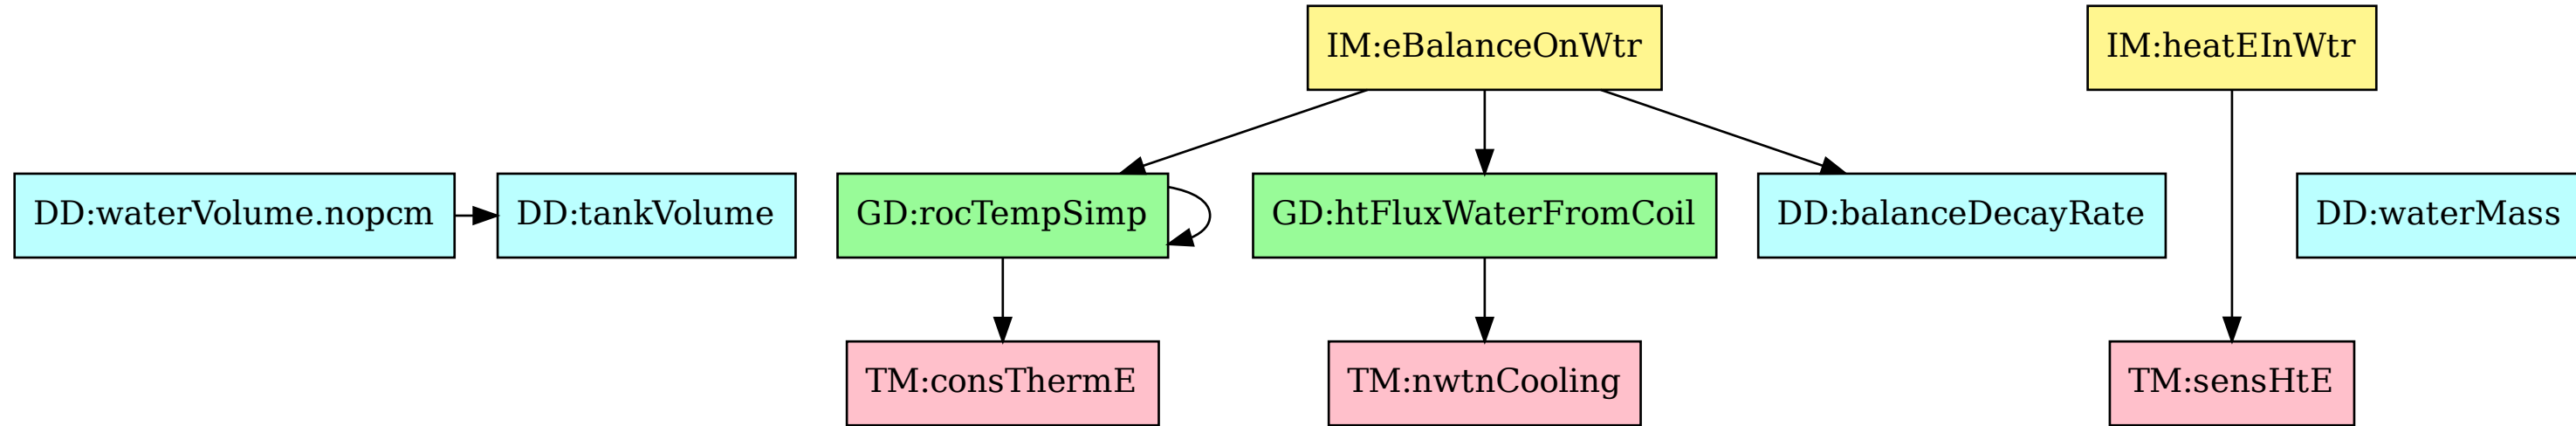 IM:eBalanceOnWtr
IM:heatEInWtr
DD:waterVolume.nopcm
DD:tankVolume
GD:rocTempSimp
GD:htFluxWaterFromCoil
DD:balanceDecayRate
DD:waterMass
TM:consThermE
TM:nwtnCooling
TM:sensHtE